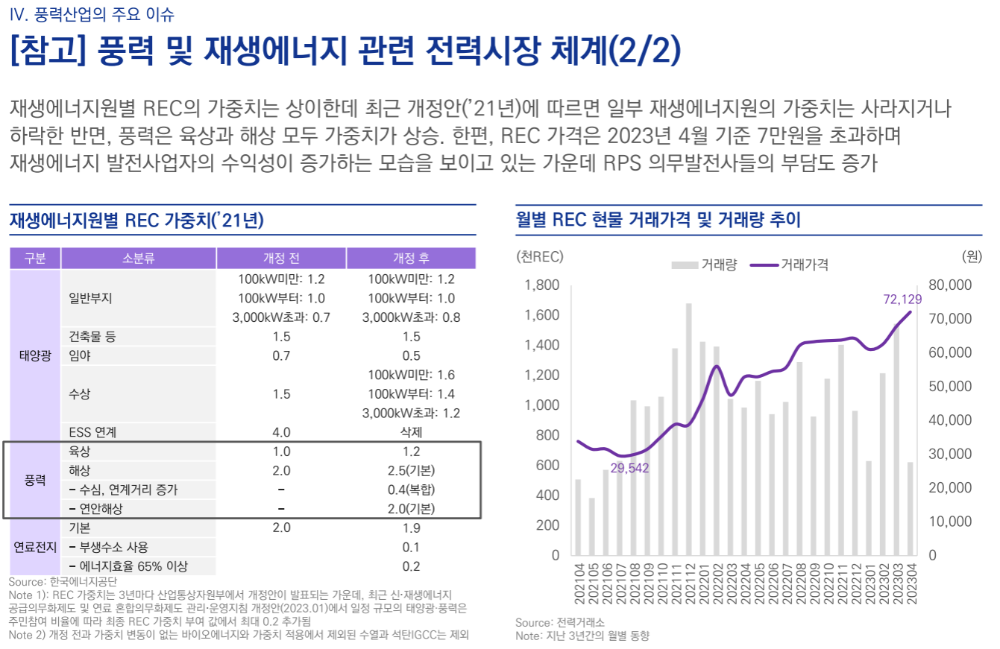 IV. 풍력산업의 주요 이슈
[참고] 풍력 및 재생에너지 관련 전력시장 체계(2/2)
재생에너지원별 REC의 가중치는 상이한데 최근 개정안(’21년)에 따르면 일부 재생에너지원의 가중치는 사라지거나
하락한 반면, 풍력은 육상과 해상 모두 가중치가 상승. 한편, REC 가격은 2023년 4월 기준 7만원을 초과하며
재생에너지 발전사업자의 수익성이 증가하는 모습을 보이고 있는 가운데 RPS 의무발전사들의 부담도 증가
재생에너지원별 REC 가중치(’21년)
구분 소분류 개정 전 개정 후
태양광
일반부지
100kW미만: 1.2 100kW미만: 1.2
100kW부터: 1.0 100kW부터: 1.0
3,000kW초과: 0.7 3,000kW초과: 0.8
건축물 등 1.5 1.5
임야 0.7 0.5
수상 1.5
100kW미만: 1.6
100kW부터: 1.4
3,000kW초과: 1.2
ESS 연계 4.0 삭제
풍력
육상 1.0 1.2
해상 2.0 2.5(기본)
– 수심, 연계거리 증가 – 0.4(복합)
– 연안해상 – 2.0(기본)
연료전지
기본 2.0 1.9
– 부생수소 사용 0.1
– 에너지효율 65% 이상 0.2
Source: 한국에너지공단
Note 1): REC 가중치는 3년마다 산업통상자원부에서 개정안이 발표되는 가운데, 최근 신·재생에너지
공급의무화제도 및 연료 혼합의무화제도 관리·운영지침 개정안(2023.01)에서 일정 규모의 태양광·풍력은
주민참여 비율에 따라 최종 REC 가중치 부여 값에서 최대 0.2 추가됨
Note 2) 개정 전과 가중치 변동이 없는 바이오에너지와 가중치 적용에서 제외된 수열과 석탄IGCC는 제외
월별 REC 현물 거래가격 및 거래량 추이
(천REC)
거래량 거래가격
(원)
1,800
1,600
1,400
1,200
1,000
800
600
400
200
0
80,000
70,000
60,000
50,000
40,000
30,000
20,000
10,000
0
72,129
29,542
202104
202105
202106
202107
202108
202109
202110
202111
202112
202201
202202
202203
202204
202205
202206
202207
202208
202209
202210
202211
202212
202301
202302
202303
202304
Source: 전력거래소
Note: 지난 3년간의 월별 동향